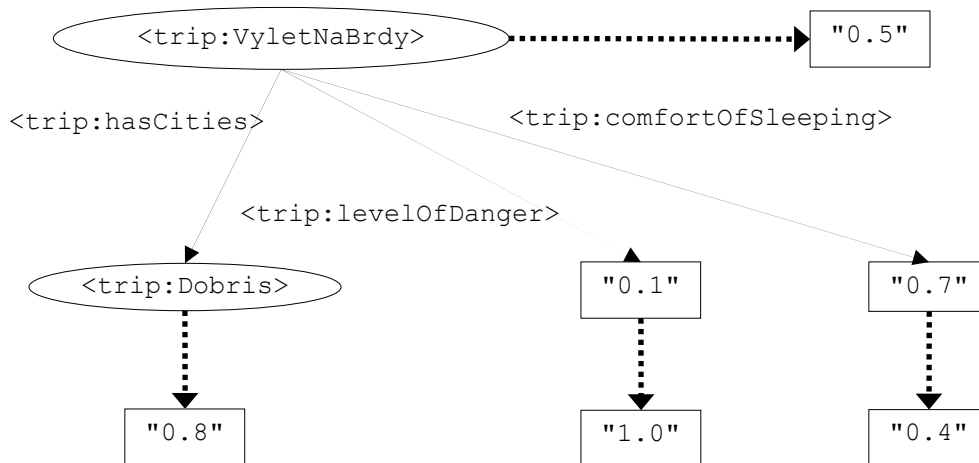 <trip:VyletNaBrdy>
"0.5"
<trip:hasCities>
<trip:comfortOfSleeping>
<trip:levelOfDanger>
<trip:Dobris>
"0.1"
"0.7"
"0.8"
"1.0"
"0.4"